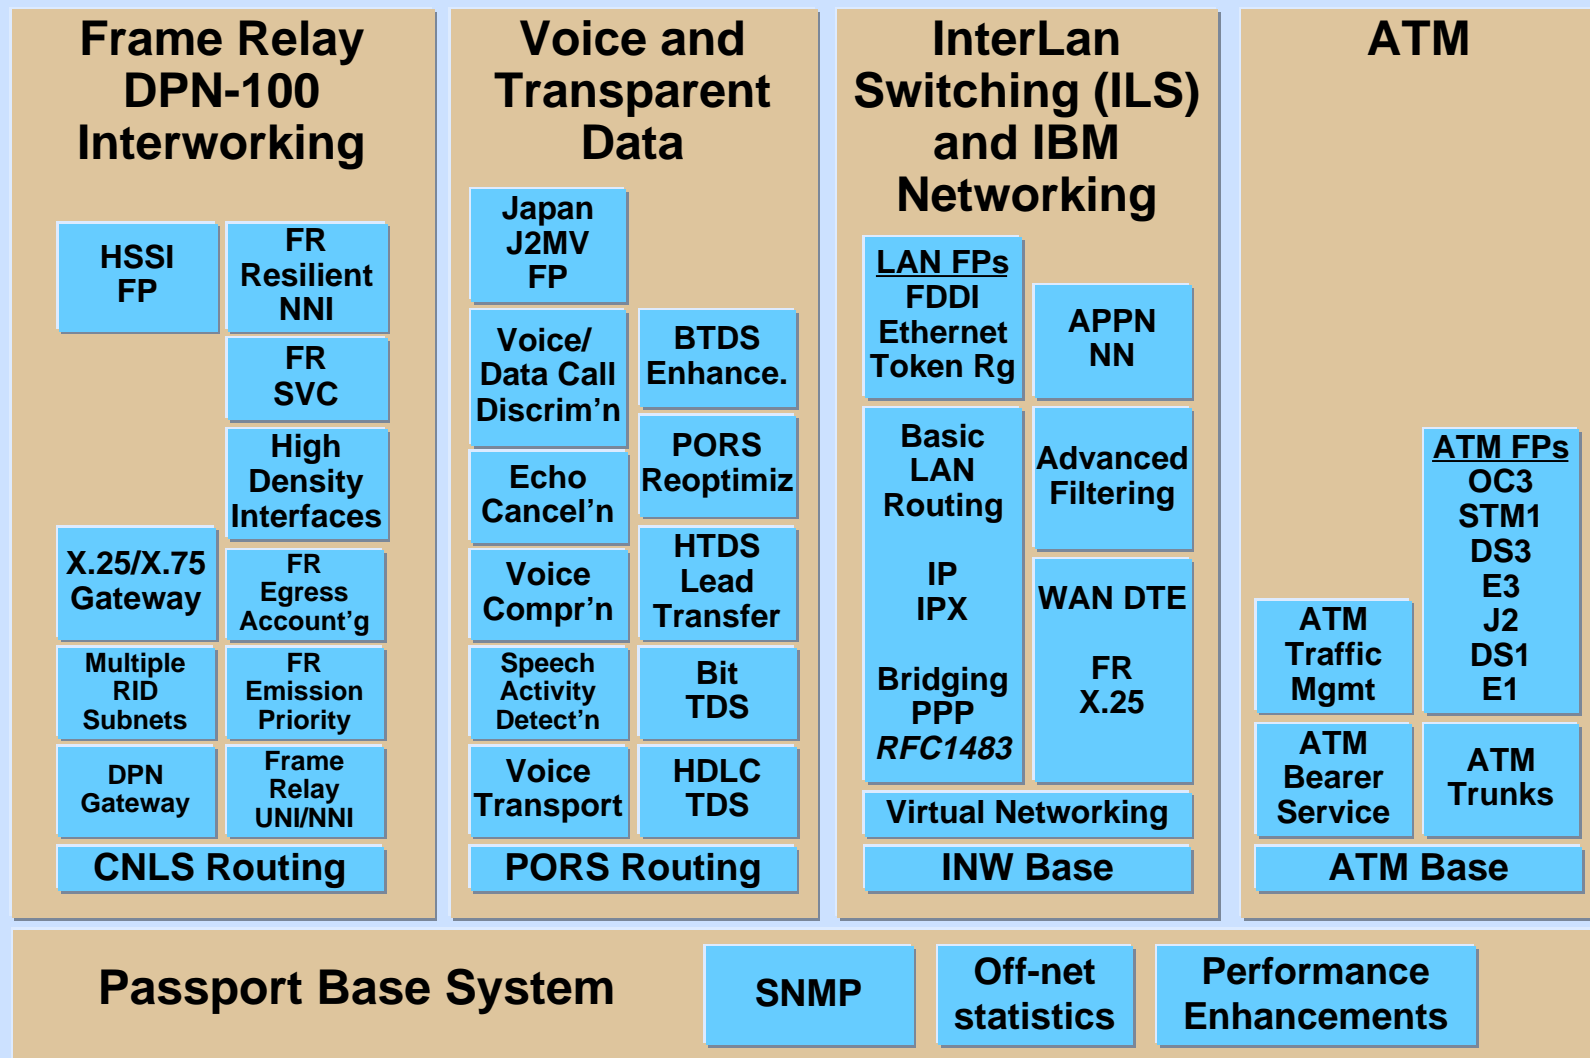 Frame Relay
DPN-100
Interworking
HSSI
FP
FR
Resilient
NNI
FR
SVC
High
Density
Interfaces
X.25/X.75
Gateway
FR
Egress
Account’g
Multiple
RID
Subnets
FR
Emission
Priority
DPN
Gateway
Frame
Relay
UNI/NNI
CNLS Routing
Voice and
Transparent
Data
Japan
J2MV
FP
Voice/
Data Call
Discrim’n
BTDS
Enhance.
PORS
Reoptimiz
Echo
Cancel’n
Voice
Compr’n
HTDS
Lead
Transfer
Speech
Activity
Detect’n
Bit
TDS
Voice
Transport
HDLC
TDS
PORS Routing
InterLan
Switching (ILS)
and IBM
Networking
LAN FPs
FDDI
Ethernet
Token Rg
APPN
NN
Basic
LAN
Routing
IP
IPX
Bridging
PPP
RFC1483
Advanced
Filtering
WAN DTE
FR
X.25
Virtual Networking
INW Base
ATM
ATM FPs
OC3
STM1
DS3
E3
J2
DS1
E1
ATM
Traffic
Mgmt
ATM
Bearer
Service
ATM
Trunks
ATM Base
Passport Base System
SNMP
Off-net
statistics
Performance
Enhancements